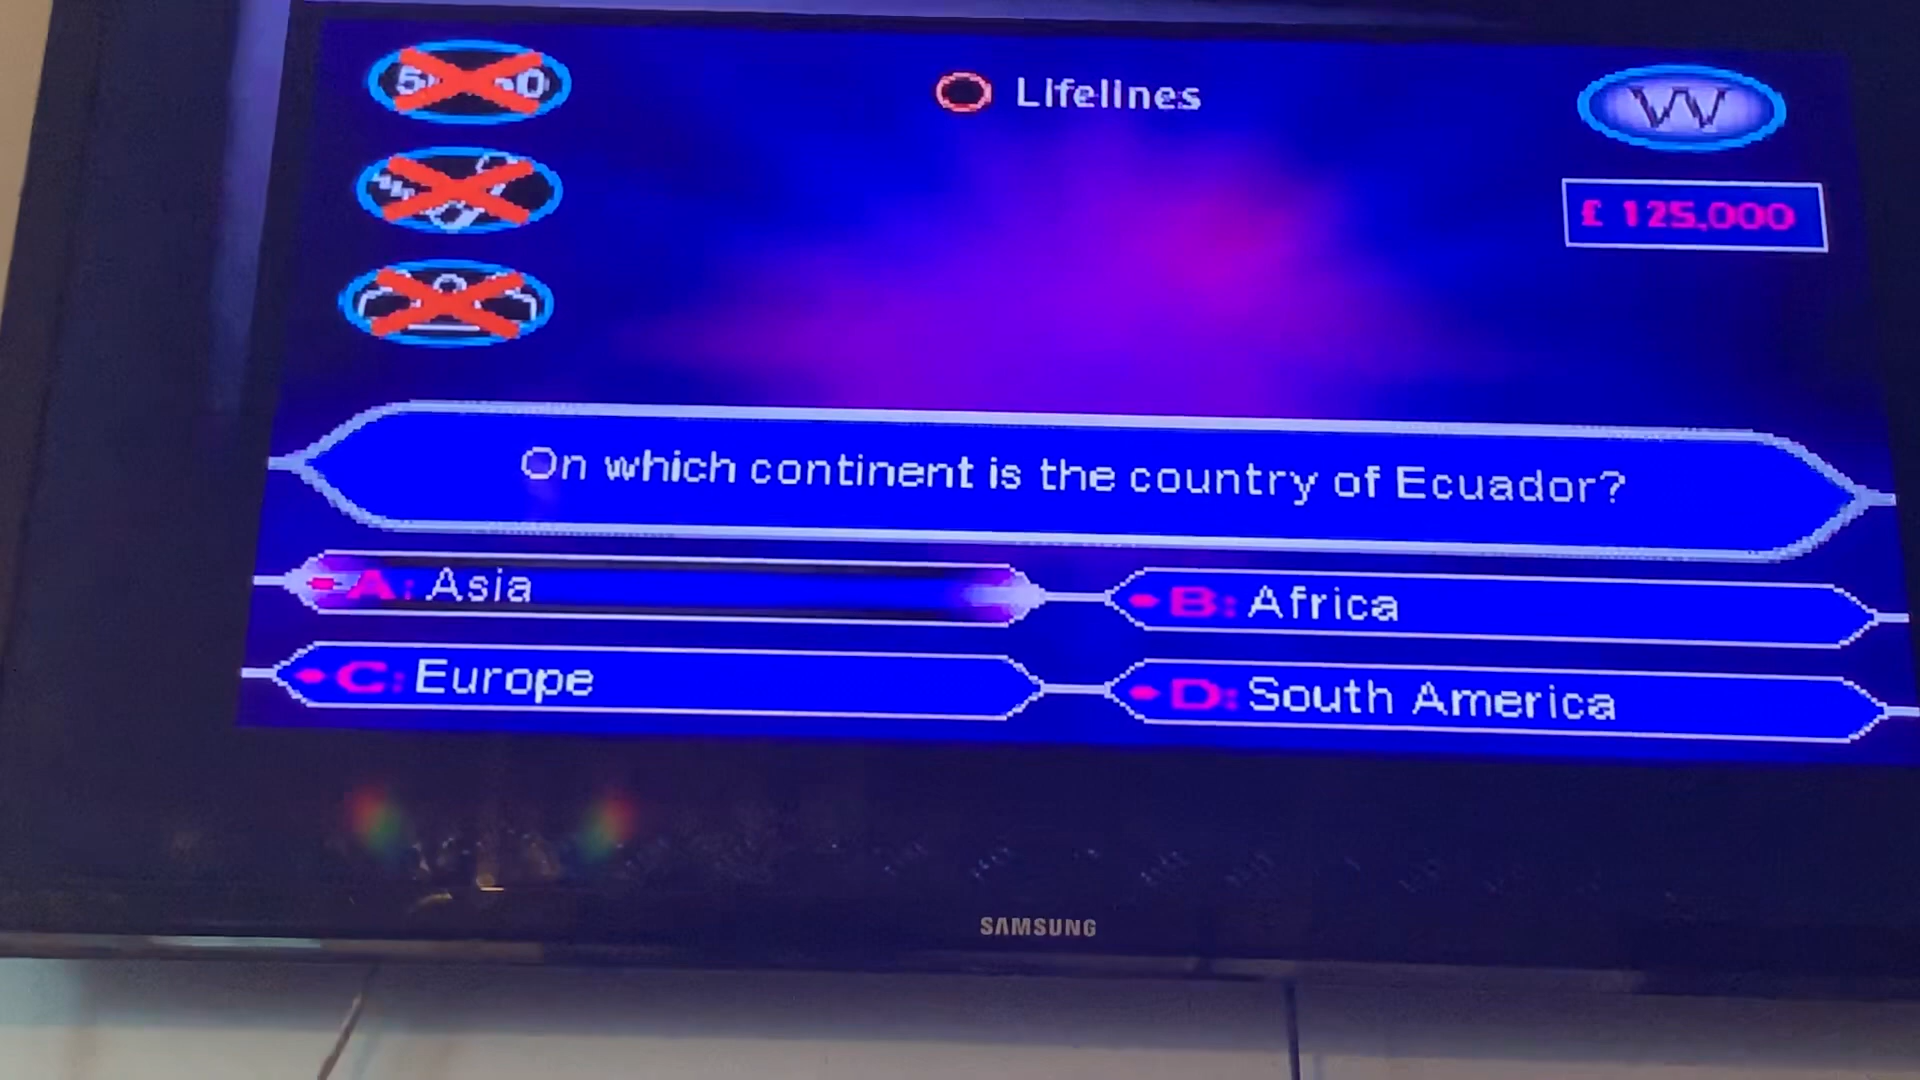 Lifelines
W
£ 125,000
On which continent is the country of Ecuador?
A: Asia
B: Africa
C: Europe
D: South America
SAMSUNG